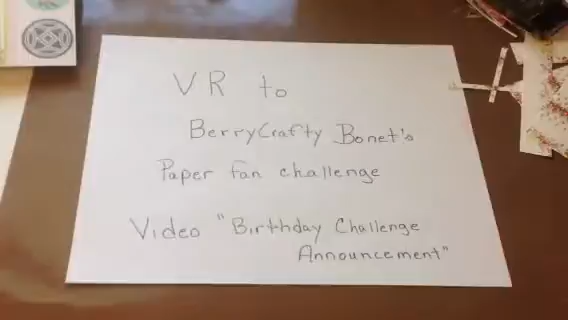 VR to
BerryCrafty Bonet's
Paper fan challenge
Video "Birthday Challenge
Announcement"